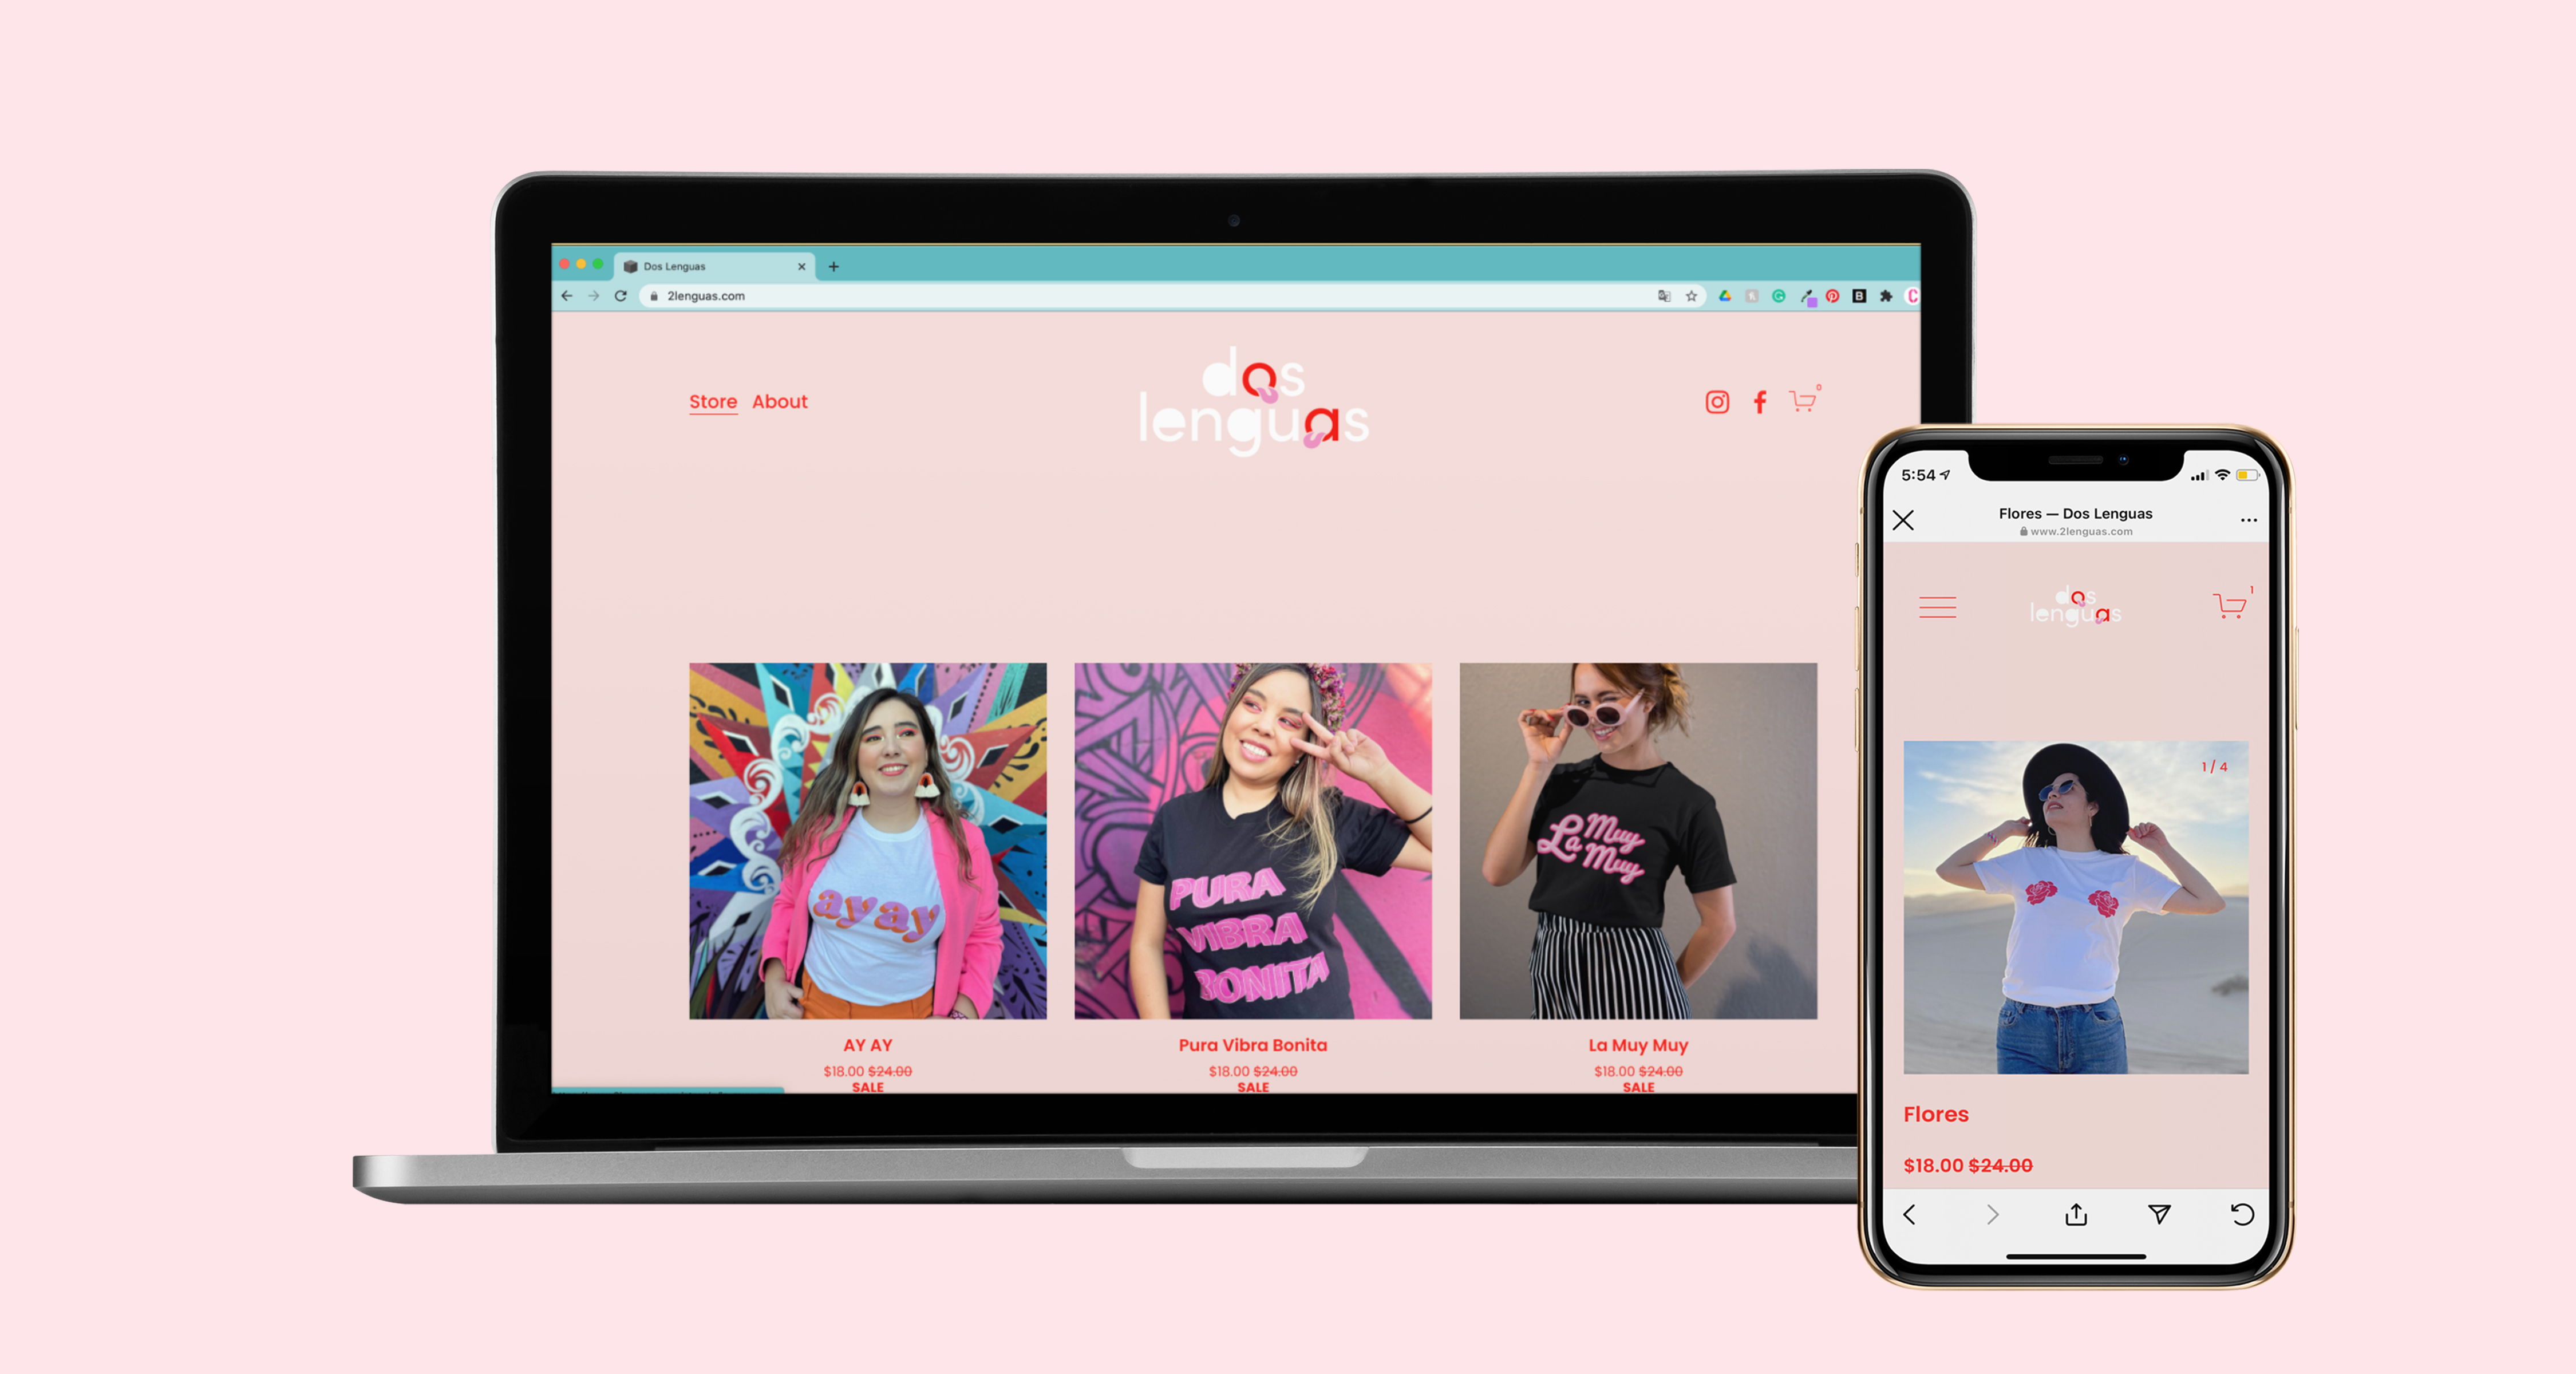 Dos Lenguas
2lenguas.com
Store About
dos
lenguas
0
ayay
PURA
VIBRA
BONITA
Muy
La Muy
AY AY
$18.00 $24.00
SALE
Pura Vibra Bonita
$18.00 $24.00
SALE
La Muy Muy
$18.00 $24.00
SALE
5:54
Flores — Dos Lenguas
www.2lenguas.com
dos
lenguas
1
1 / 4
Flores
$18.00 $24.00